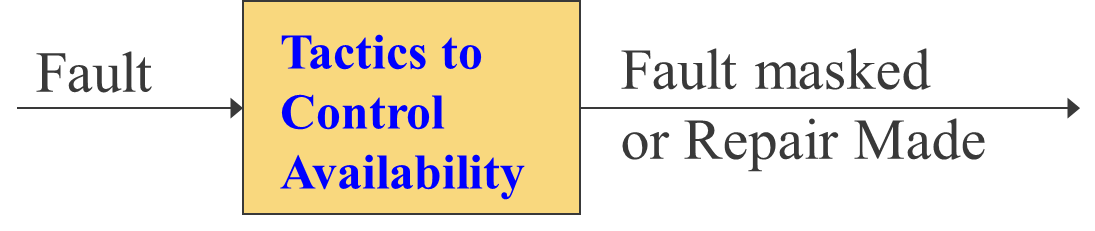 Fault
Tactics to
Control
Availability
Fault masked
or Repair Made